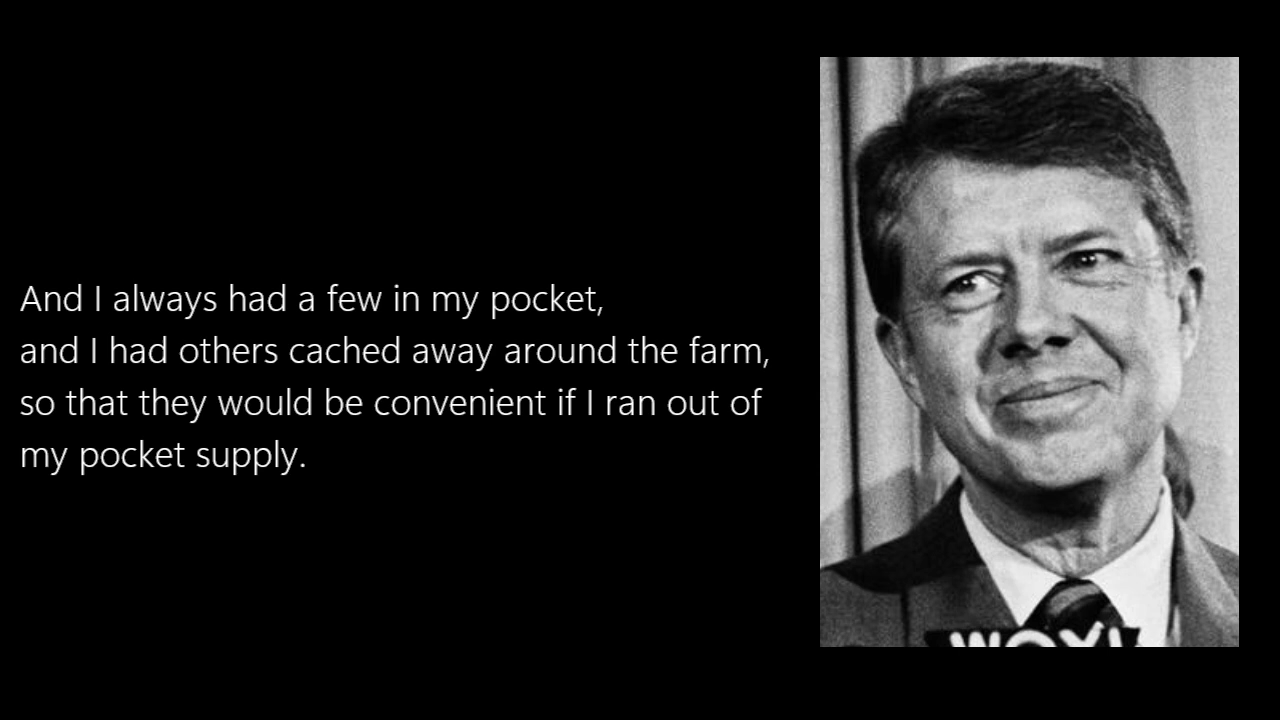 And I always had a few in my pocket,
and I had others cached away around the farm,
so that they would be convenient if I ran out of
my pocket supply.